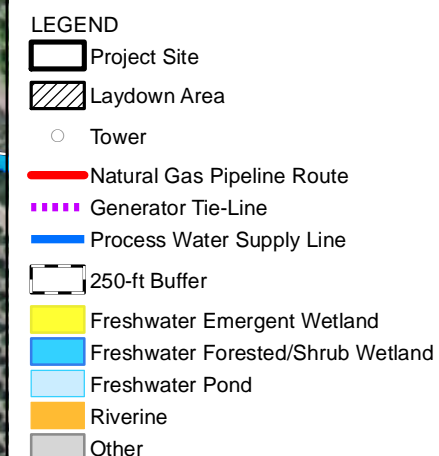 LEGEND
Project Site
Laydown Area
Tower
Natural Gas Pipeline Route
Generator Tie-Line
Process Water Supply Line
250-ft Buffer
Freshwater Emergent Wetland
Freshwater Forested/Shrub Wetland
Freshwater Pond
Riverine
Other